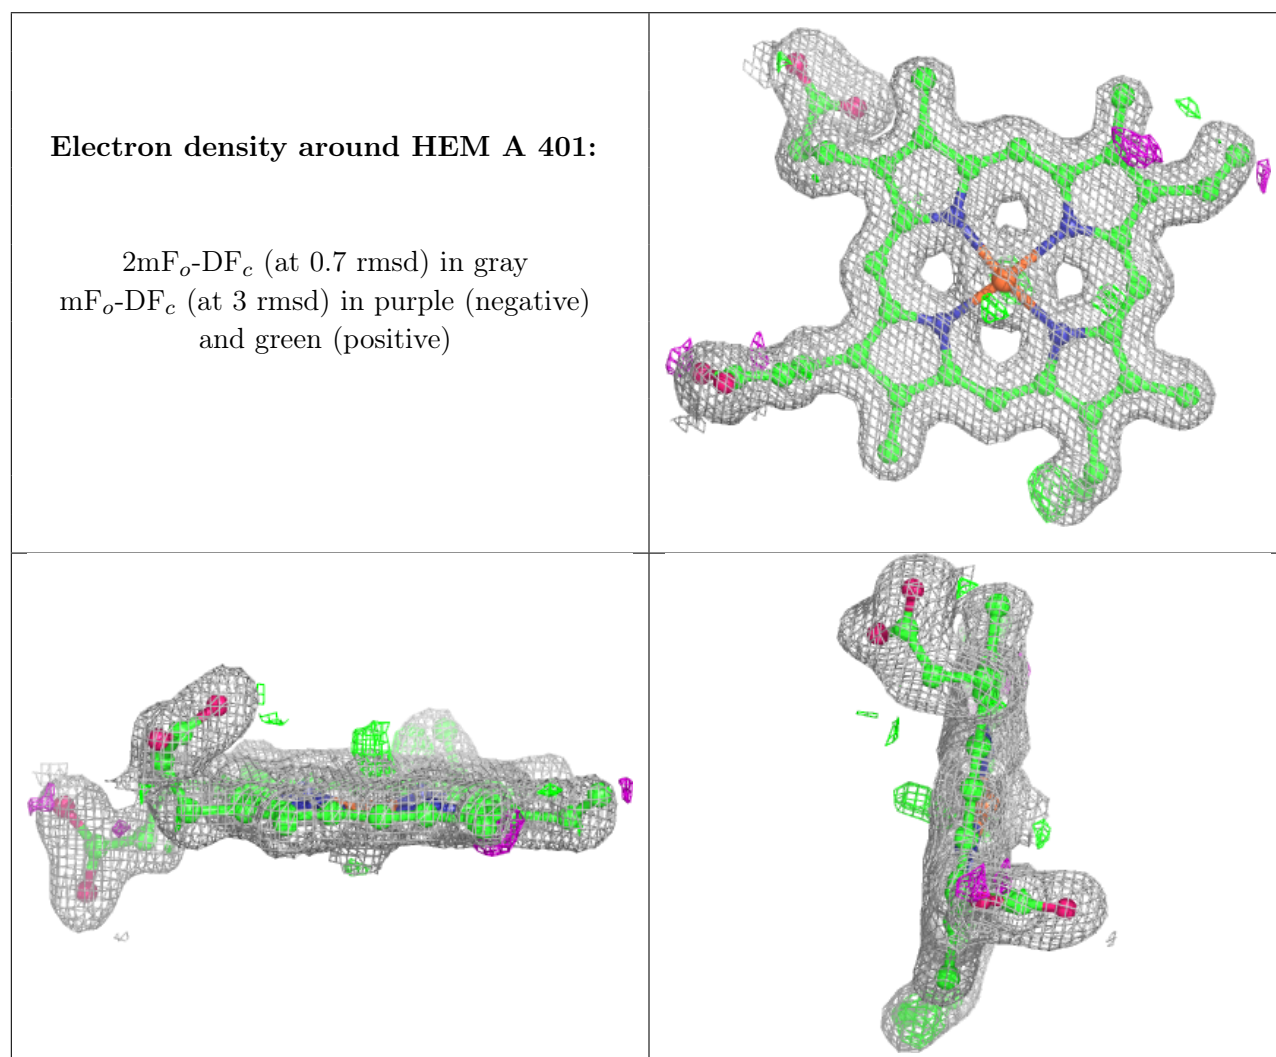 Electron density around HEM A 401:
2mFo-DFc (at 0.7 rmsd) in gray
mFo-DFc (at 3 rmsd) in purple (negative)
and green (positive)